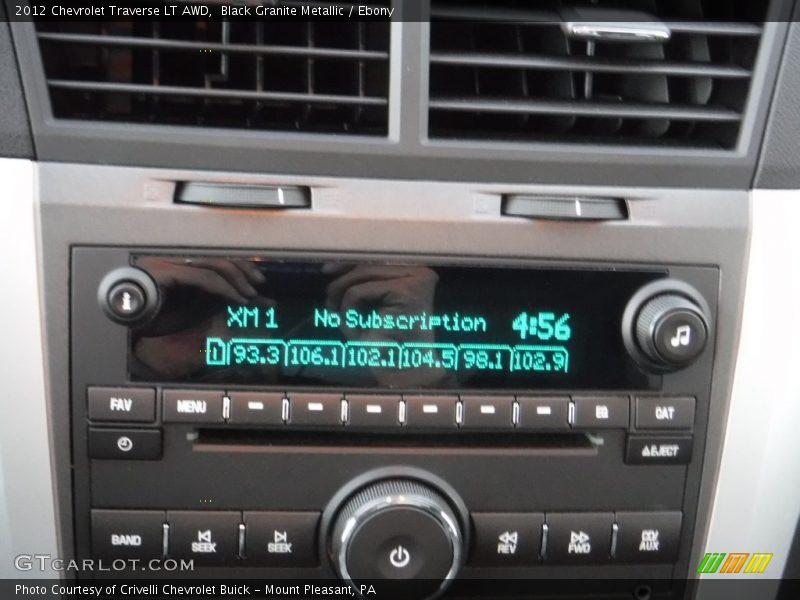 2012 Chevrolet Traverse LT AWD,  Black Granite Metallic / Ebony
XM 1 No Subscription 4:56
1 93.3 106.1 102.1 104.5 98.1 102.9
FAV MENU EQ CAT
EJECT
BAND SEEK SEEK REV FWD CD/AUX
GTCARLOT.COM
Photo Courtesy of Crivelli Chevrolet Buick - Mount Pleasant, PA